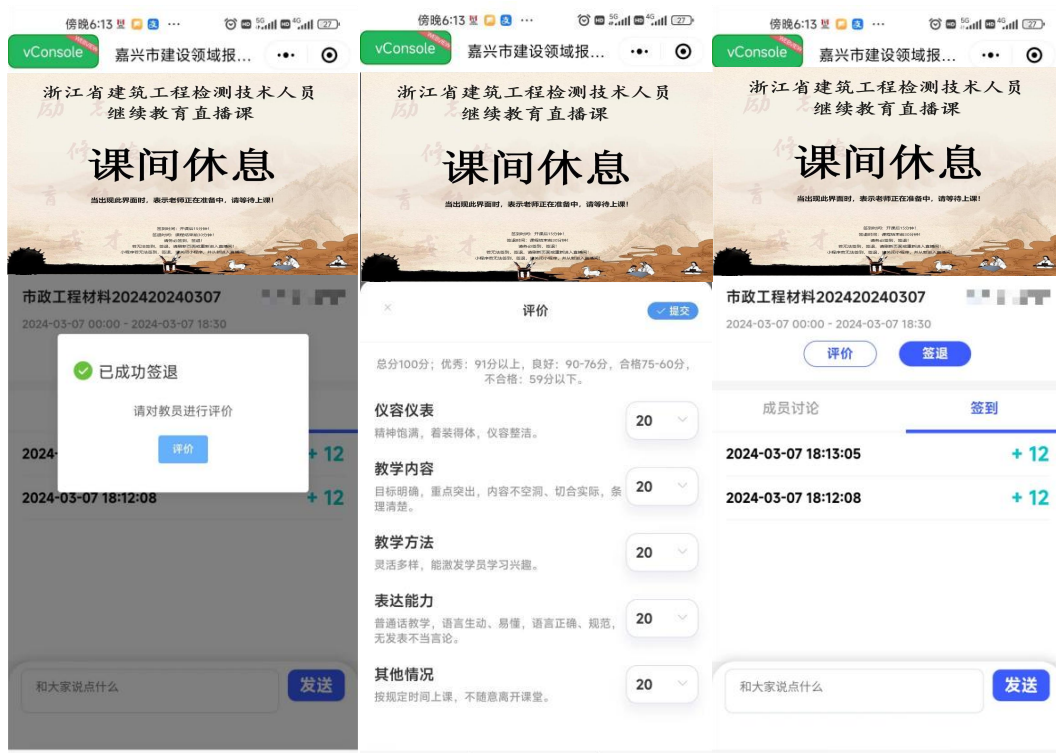 傍晚6:13
5G
4G
27
vConsole
嘉兴市建设领域报...
浙江省建筑工程检测技术人员
继续教育直播课
课间休息
当出现此界面时，表示老师正在准备中，请等待上课！
市政工程材料202420240307
2024-03-07 00:00 - 2024-03-07 18:30
已成功签退
请对教员进行评价
评价
2024-
+ 12
2024-03-07 18:12:08
+ 12
和大家说点什么
发送
傍晚6:13
5G
4G
27
vConsole
嘉兴市建设领域报...
浙江省建筑工程检测技术人员
继续教育直播课
课间休息
当出现此界面时，表示老师正在准备中，请等待上课！
评价
提交
总分100分；优秀：91分以上，良好：90-76分，合格75-60分，
不合格：59分以下。
仪容仪表
20
精神饱满，着装得体，仪容整洁。
教学内容
20
目标明确，重点突出，内容不空洞、切合实际，条
理清楚。
教学方法
20
灵活多样，能激发学员学习兴趣。
表达能力
20
普通话教学，语言生动、易懂，语言正确、规范，
无发表不当言论。
其他情况
20
按规定时间上课，不随意离开课堂。
傍晚6:13
5G
4G
27
vConsole
嘉兴市建设领域报...
浙江省建筑工程检测技术人员
继续教育直播课
课间休息
当出现此界面时，表示老师正在准备中，请等待上课！
市政工程材料202420240307
2024-03-07 00:00 - 2024-03-07 18:30
评价
签退
成员讨论
签到
2024-03-07 18:13:05
+ 12
2024-03-07 18:12:08
+ 12
和大家说点什么
发送